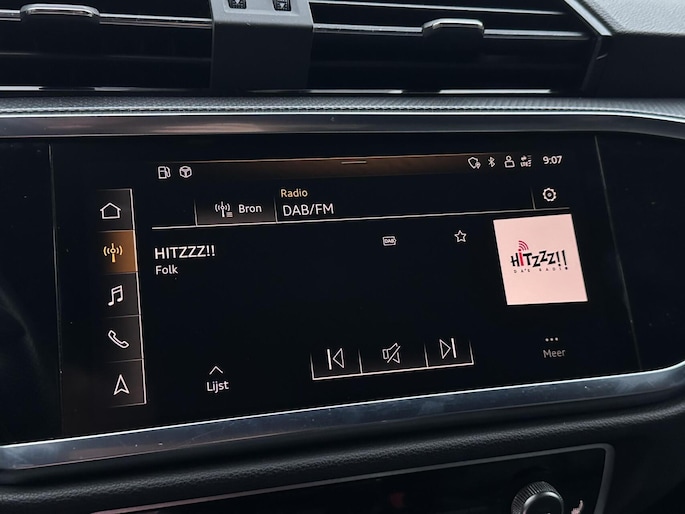 9:07
Radio
Bron
DAB/FM
HITZZZ!!
DAB
Folk
HITZZZ!!
DAB RADIO
Lijst
Meer